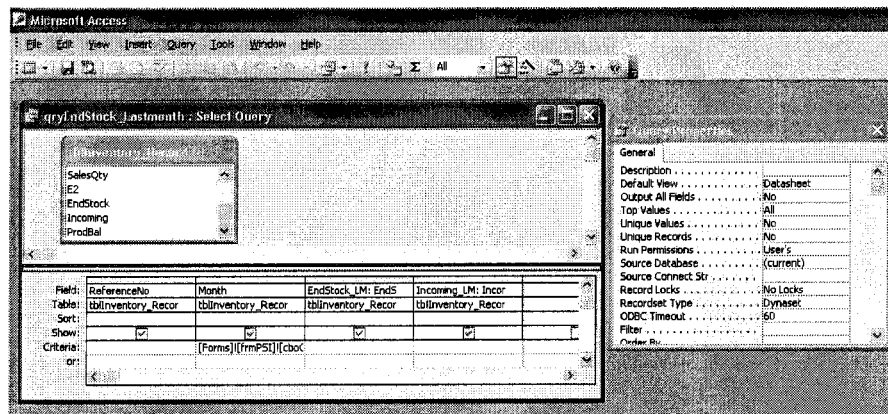 Microsoft Access
File Edit View Insert Query Tools Window Help
Σ All
qryEndStock_Lastmonth : Select Query
SalesQty
E2
EndStock
Incoming
ProdBal
Field: ReferenceNo Month EndStock_LM: EndS Incoming_LM: Incor
Table: tblInventory_Recor tblInventory_Recor tblInventory_Recor tblInventory_Recor
Sort:
Show:
Criteria: [Forms]![frmPSI]![cbo
or:
Query Properties
General
Description
Default View Datasheet
Output All Fields No
Top Values All
Unique Values No
Unique Records No
Run Permissions User's
Source Database (current)
Source Connect Str
Record Locks No Locks
Recordset Type Dynaset
ODBC Timeout 60
Filter
Order By